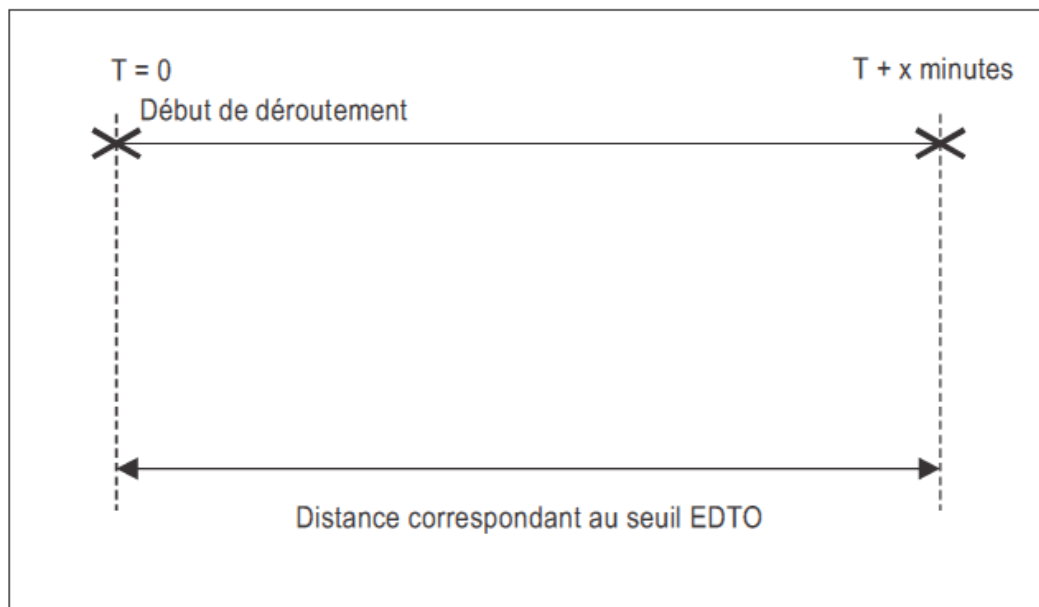 T = 0
T + x minutes
Début de déroutement
Distance correspondant au seuil EDTO